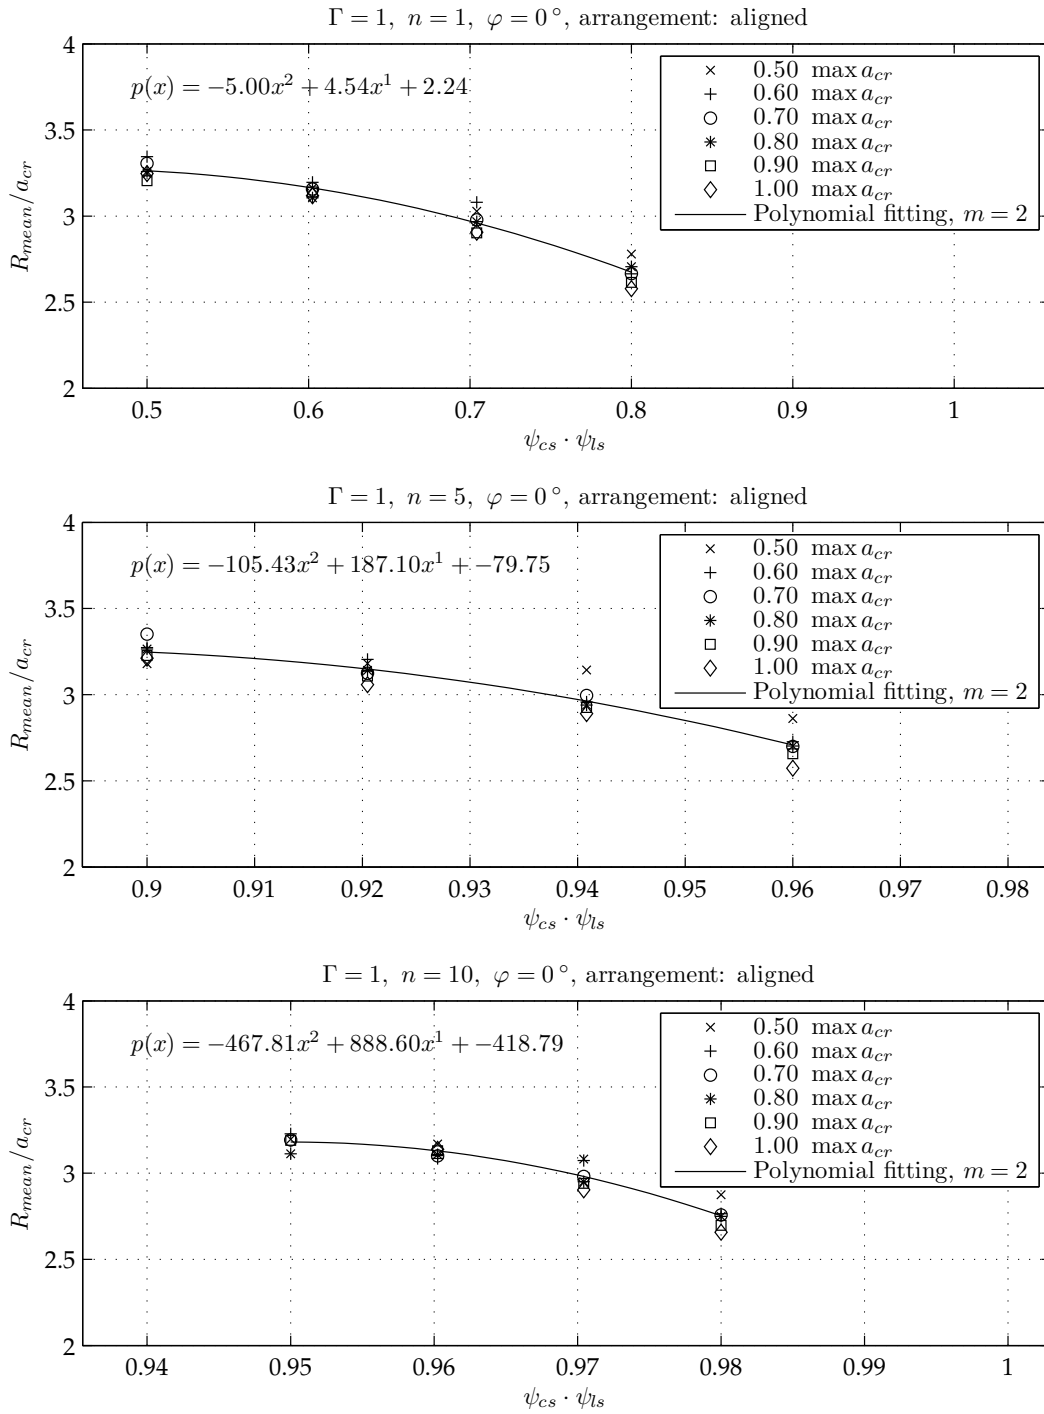 Γ = 1, n = 1, φ = 0°, arrangement: aligned
p(x) = −5.00x² + 4.54x¹ + 2.24
0.50 max a_cr
0.60 max a_cr
0.70 max a_cr
0.80 max a_cr
0.90 max a_cr
1.00 max a_cr
Polynomial fitting, m = 2
R_mean/a_cr
4
3.5
3
2.5
2
0.5 0.6 0.7 0.8 0.9 1
ψ_cs · ψ_ls
Γ = 1, n = 5, φ = 0°, arrangement: aligned
p(x) = −105.43x² + 187.10x¹ + −79.75
0.50 max a_cr
0.60 max a_cr
0.70 max a_cr
0.80 max a_cr
0.90 max a_cr
1.00 max a_cr
Polynomial fitting, m = 2
R_mean/a_cr
4
3.5
3
2.5
2
0.9 0.91 0.92 0.93 0.94 0.95 0.96 0.97 0.98
ψ_cs · ψ_ls
Γ = 1, n = 10, φ = 0°, arrangement: aligned
p(x) = −467.81x² + 888.60x¹ + −418.79
0.50 max a_cr
0.60 max a_cr
0.70 max a_cr
0.80 max a_cr
0.90 max a_cr
1.00 max a_cr
Polynomial fitting, m = 2
R_mean/a_cr
4
3.5
3
2.5
2
0.94 0.95 0.96 0.97 0.98 0.99 1
ψ_cs · ψ_ls